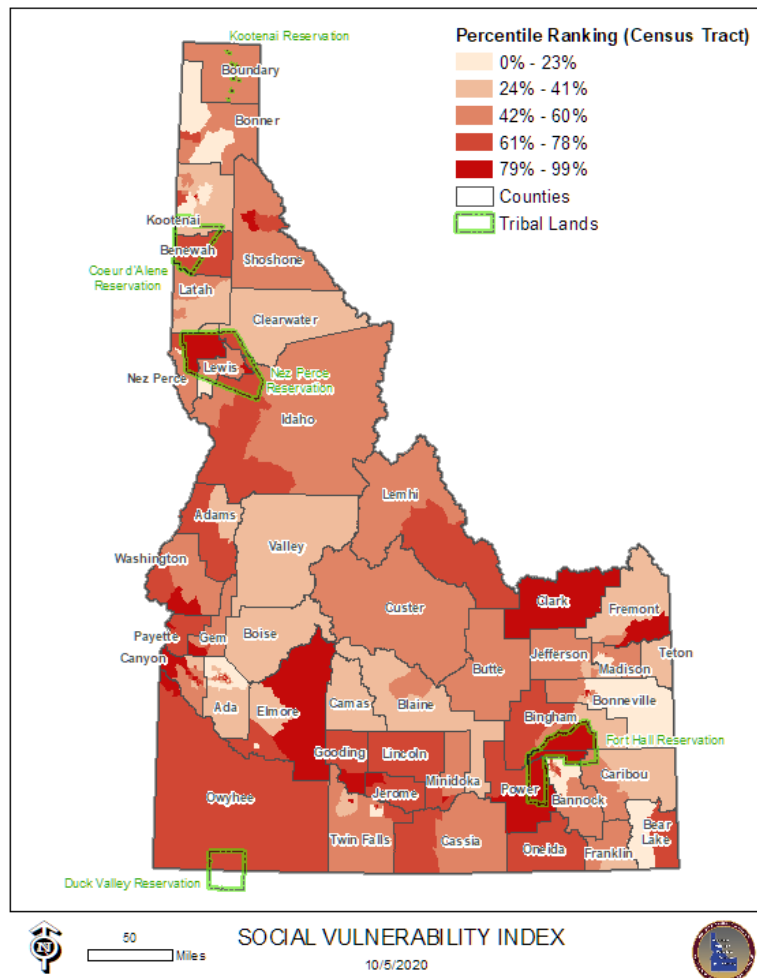 Percentile Ranking (Census Tract)
0% - 23%
24% - 41%
42% - 60%
61% - 78%
79% - 99%
Counties
Tribal Lands
Kootenai Reservation
Boundary
Bonner
Kootenai
Benewah
Shoshone
Coeur d'Alene
Reservation
Latah
Clearwater
Nez Perce
Lewis
Nez Perce
Reservation
Idaho
Lemhi
Adams
Valley
Washington
Custer
Clark
Fremont
Payette
Gem
Boise
Butte
Jefferson
Madison
Teton
Canyon
Ada
Elmore
Camas
Blaine
Bonneville
Bingham
Fort Hall Reservation
Gooding
Lincoln
Minidoka
Jerome
Power
Caribou
Bannock
Owyhee
Twin Falls
Cassia
Oneida
Franklin
Bear
Lake
Duck Valley Reservation
N
50
Miles
SOCIAL VULNERABILITY INDEX
10/5/2020